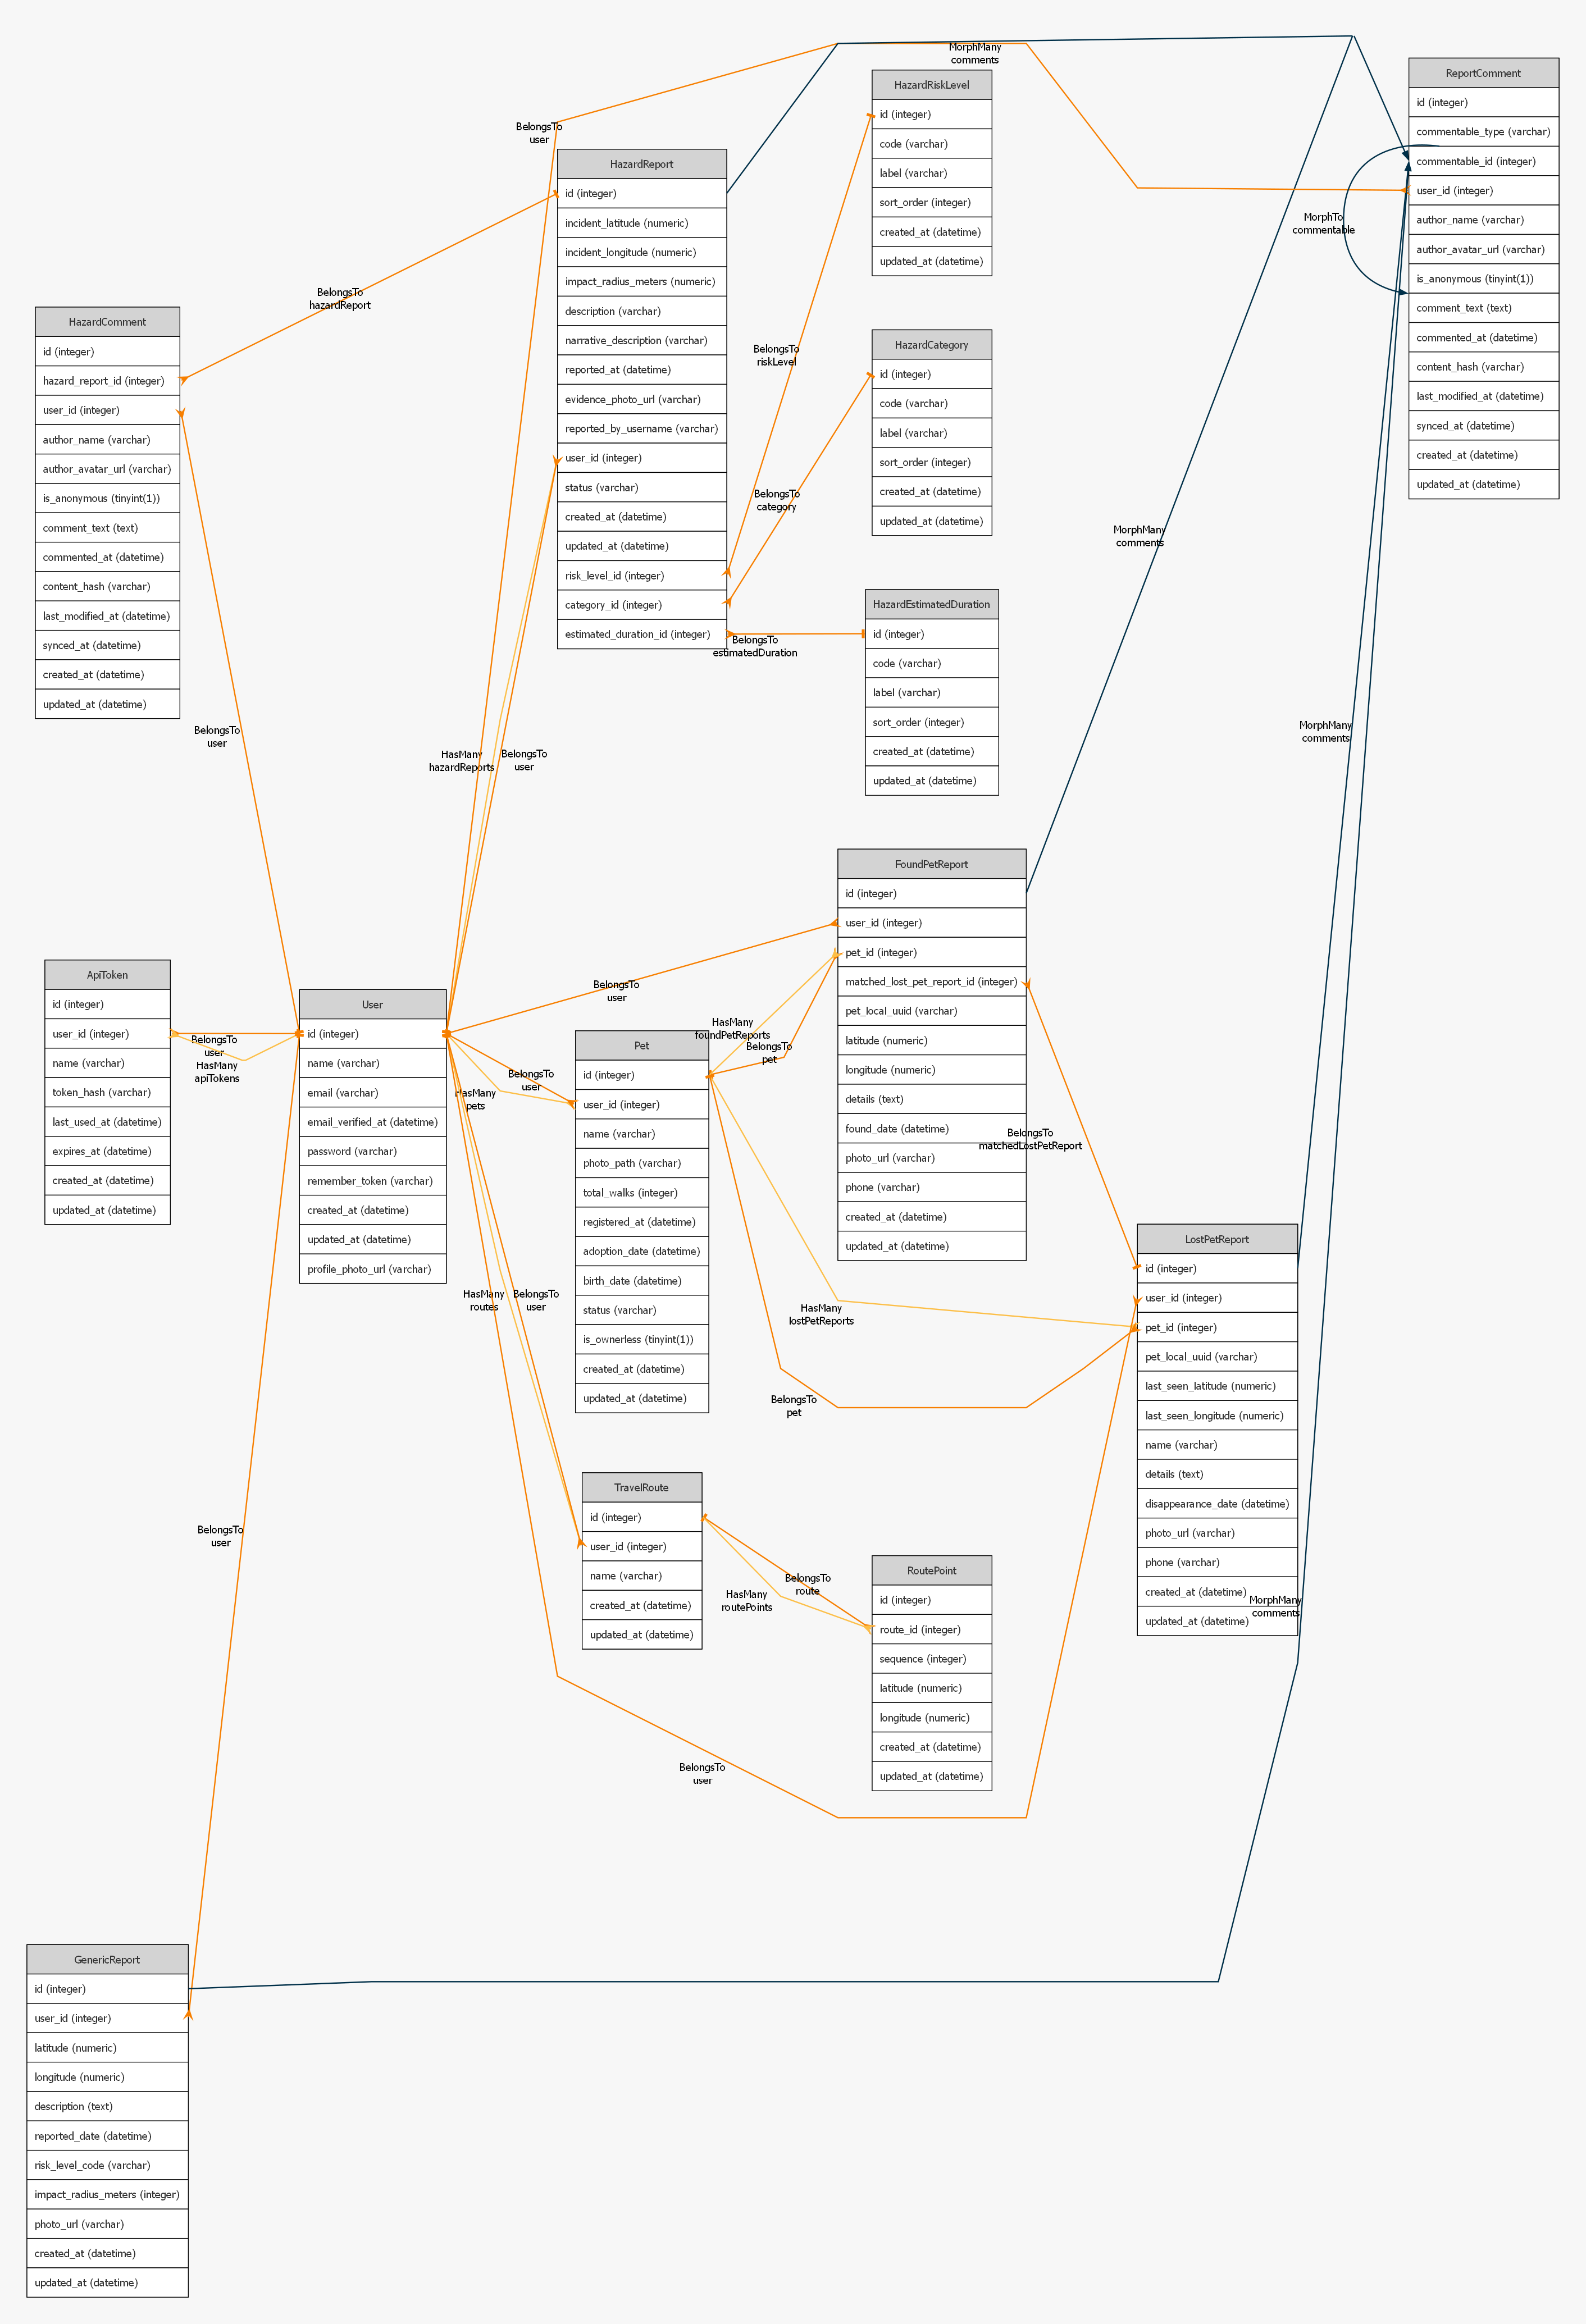 MorphMany
comments
BelongsTo
user
HazardRiskLevel
id (integer)
code (varchar)
label (varchar)
sort_order (integer)
created_at (datetime)
updated_at (datetime)
ReportComment
id (integer)
commentable_type (varchar)
commentable_id (integer)
user_id (integer)
author_name (varchar)
author_avatar_url (varchar)
is_anonymous (tinyint(1))
comment_text (text)
commented_at (datetime)
content_hash (varchar)
last_modified_at (datetime)
synced_at (datetime)
created_at (datetime)
updated_at (datetime)
MorphTo
commentable
HazardReport
id (integer)
incident_latitude (numeric)
incident_longitude (numeric)
impact_radius_meters (numeric)
description (varchar)
narrative_description (varchar)
reported_at (datetime)
evidence_photo_url (varchar)
reported_by_username (varchar)
user_id (integer)
status (varchar)
created_at (datetime)
updated_at (datetime)
risk_level_id (integer)
category_id (integer)
estimated_duration_id (integer)
BelongsTo
hazardReport
HazardComment
id (integer)
hazard_report_id (integer)
user_id (integer)
author_name (varchar)
author_avatar_url (varchar)
is_anonymous (tinyint(1))
comment_text (text)
commented_at (datetime)
content_hash (varchar)
last_modified_at (datetime)
synced_at (datetime)
created_at (datetime)
updated_at (datetime)
BelongsTo
riskLevel
HazardCategory
id (integer)
code (varchar)
label (varchar)
sort_order (integer)
created_at (datetime)
updated_at (datetime)
BelongsTo
category
MorphMany
comments
HazardEstimatedDuration
id (integer)
code (varchar)
label (varchar)
sort_order (integer)
created_at (datetime)
updated_at (datetime)
BelongsTo
estimatedDuration
BelongsTo
user
HasMany
hazardReports
BelongsTo
user
MorphMany
comments
FoundPetReport
id (integer)
user_id (integer)
pet_id (integer)
matched_lost_pet_report_id (integer)
pet_local_uuid (varchar)
latitude (numeric)
longitude (numeric)
details (text)
found_date (datetime)
photo_url (varchar)
phone (varchar)
created_at (datetime)
updated_at (datetime)
ApiToken
id (integer)
user_id (integer)
name (varchar)
token_hash (varchar)
last_used_at (datetime)
expires_at (datetime)
created_at (datetime)
updated_at (datetime)
BelongsTo
user
HasMany
apiTokens
User
id (integer)
name (varchar)
email (varchar)
email_verified_at (datetime)
password (varchar)
remember_token (varchar)
created_at (datetime)
updated_at (datetime)
profile_photo_url (varchar)
BelongsTo
user
HasMany
foundPetReports
BelongsTo
pet
BelongsTo
user
HasMany
pets
Pet
id (integer)
user_id (integer)
name (varchar)
photo_path (varchar)
total_walks (integer)
registered_at (datetime)
adoption_date (datetime)
birth_date (datetime)
status (varchar)
is_ownerless (tinyint(1))
created_at (datetime)
updated_at (datetime)
BelongsTo
matchedLostPetReport
LostPetReport
id (integer)
user_id (integer)
pet_id (integer)
pet_local_uuid (varchar)
last_seen_latitude (numeric)
last_seen_longitude (numeric)
name (varchar)
details (text)
disappearance_date (datetime)
photo_url (varchar)
phone (varchar)
created_at (datetime)
updated_at (datetime)
HasMany
routes
BelongsTo
user
HasMany
lostPetReports
BelongsTo
pet
BelongsTo
user
TravelRoute
id (integer)
user_id (integer)
name (varchar)
created_at (datetime)
updated_at (datetime)
BelongsTo
route
HasMany
routePoints
RoutePoint
id (integer)
route_id (integer)
sequence (integer)
latitude (numeric)
longitude (numeric)
created_at (datetime)
updated_at (datetime)
MorphMany
comments
BelongsTo
user
GenericReport
id (integer)
user_id (integer)
latitude (numeric)
longitude (numeric)
description (text)
reported_date (datetime)
risk_level_code (varchar)
impact_radius_meters (integer)
photo_url (varchar)
created_at (datetime)
updated_at (datetime)